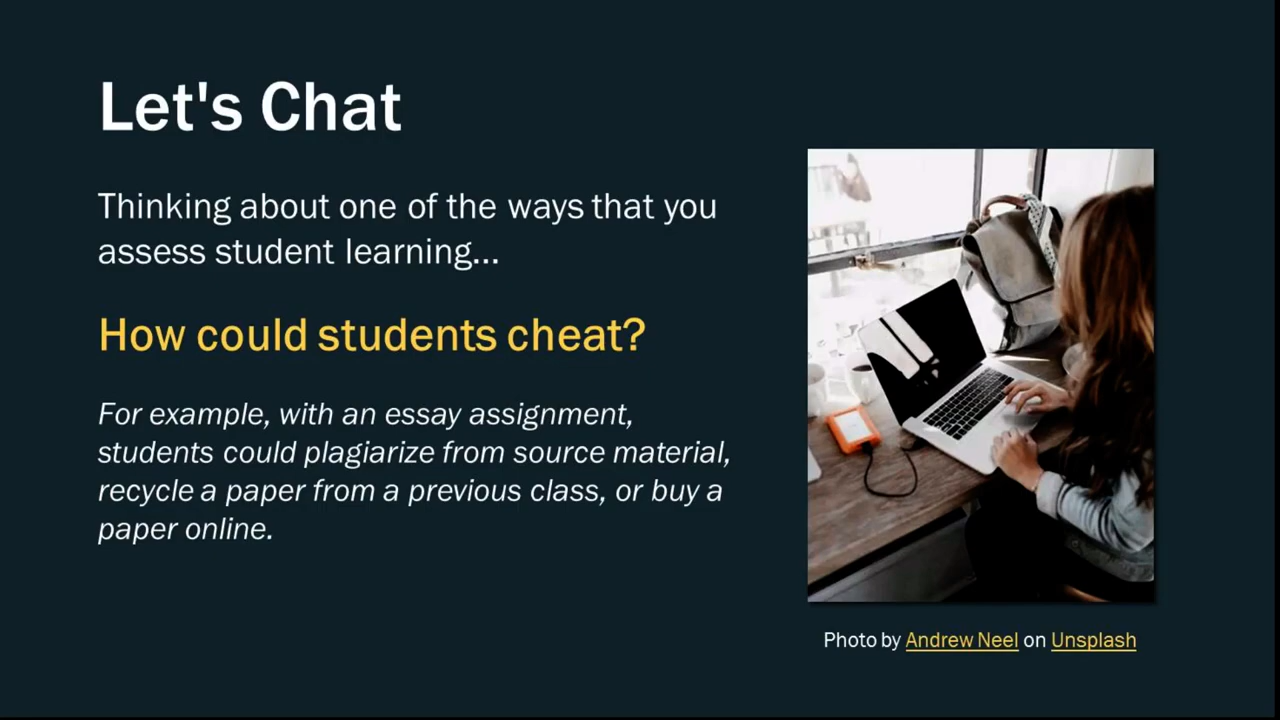 Let's Chat
Thinking about one of the ways that you
assess student learning...
How could students cheat?
For example, with an essay assignment,
students could plagiarize from source material,
recycle a paper from a previous class, or buy a
paper online.
Photo by Andrew Neel on Unsplash